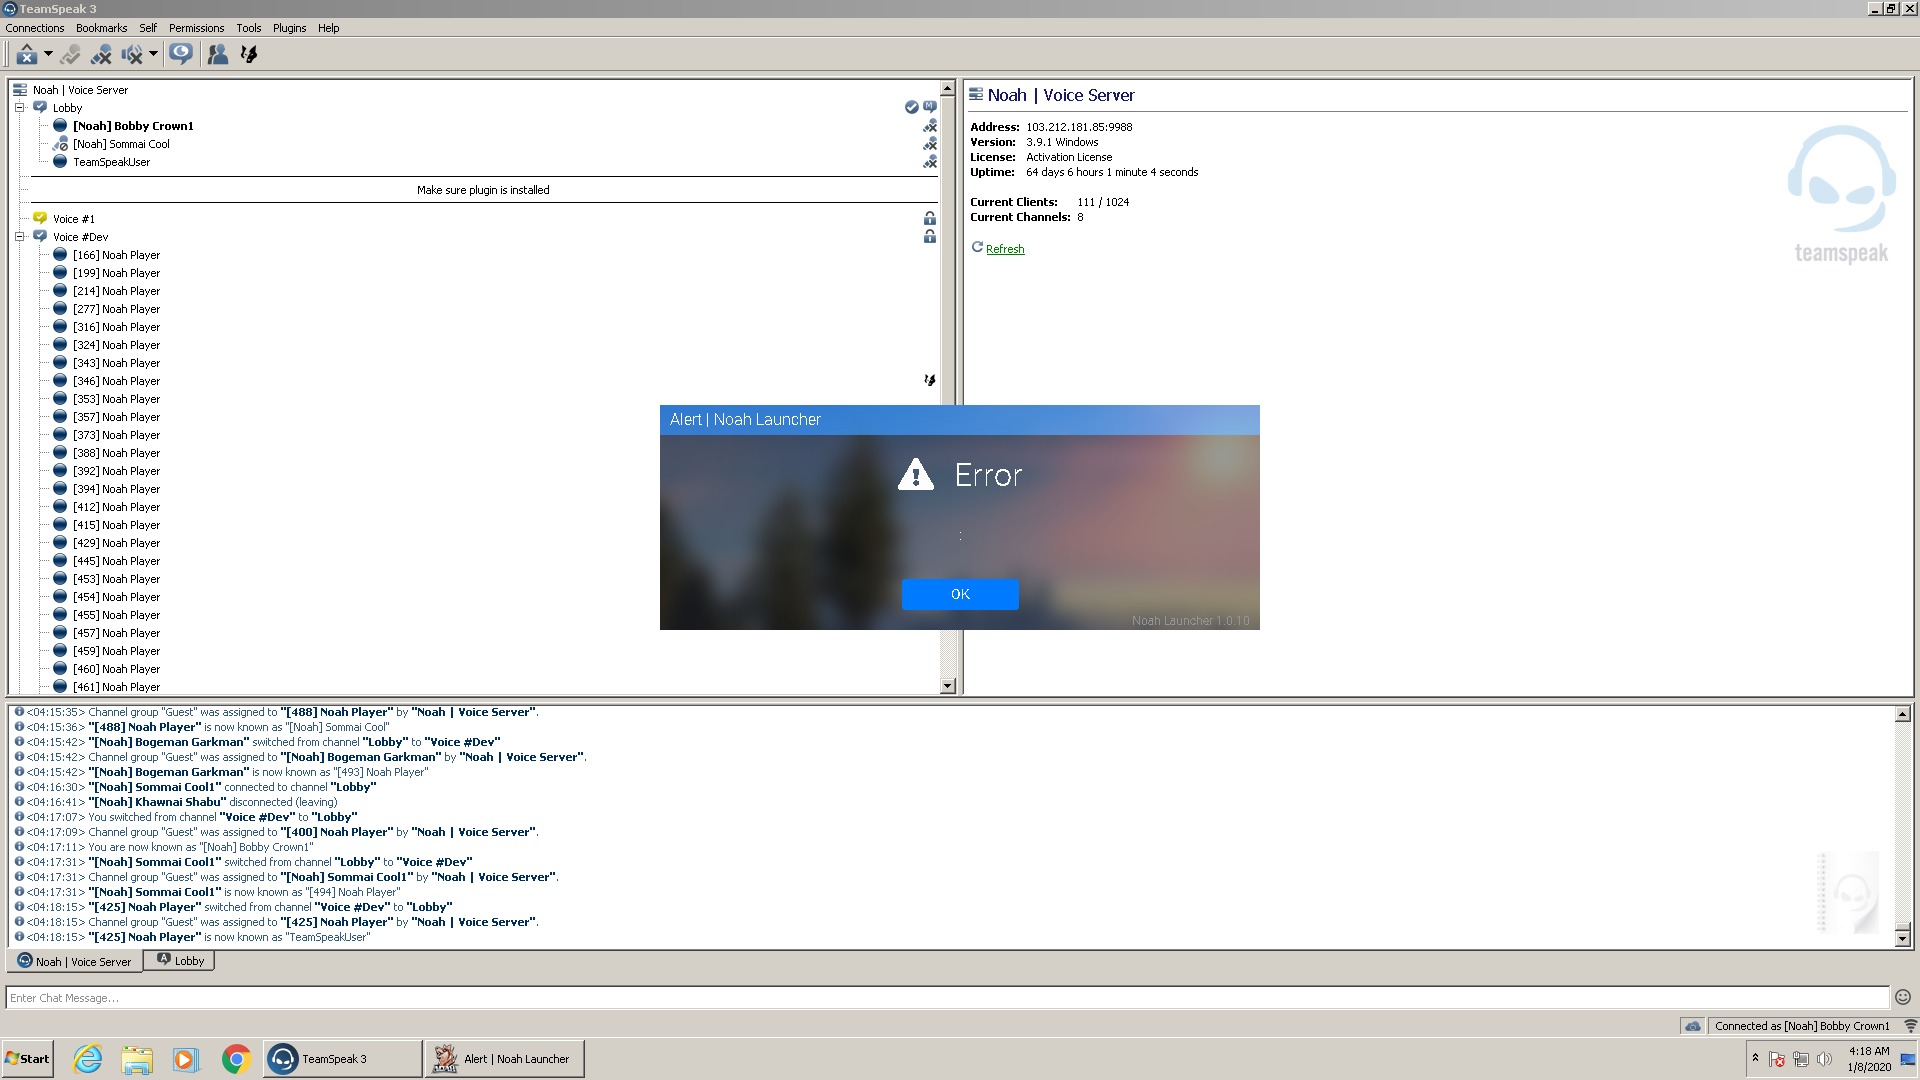 TeamSpeak 3
Connections Bookmarks Self Permissions Tools Plugins Help
Noah | Voice Server
Lobby
[Noah] Bobby Crown1
[Noah] Sommai Cool
TeamSpeakUser
Make sure plugin is installed
Voice #1
Voice #Dev
[166] Noah Player
[199] Noah Player
[214] Noah Player
[277] Noah Player
[316] Noah Player
[324] Noah Player
[343] Noah Player
[346] Noah Player
[353] Noah Player
[357] Noah Player
[373] Noah Player
[388] Noah Player
[392] Noah Player
[394] Noah Player
[412] Noah Player
[415] Noah Player
[429] Noah Player
[445] Noah Player
[453] Noah Player
[454] Noah Player
[455] Noah Player
[457] Noah Player
[459] Noah Player
[460] Noah Player
[461] Noah Player
Noah | Voice Server
Address: 103.212.181.85:9988
Version: 3.9.1 Windows
License: Activation License
Uptime: 64 days 6 hours 1 minute 4 seconds
Current Clients: 111 / 1024
Current Channels: 8
Refresh
teamspeak
Alert | Noah Launcher
Error
:
OK
Noah Launcher 1.0.10
<04:15:35> Channel group "Guest" was assigned to "[488] Noah Player" by "Noah | Voice Server".
<04:15:36> "[488] Noah Player" is now known as "[Noah] Sommai Cool"
<04:15:42> "[Noah] Bogeman Garkman" switched from channel "Lobby" to "Voice #Dev"
<04:15:42> Channel group "Guest" was assigned to "[Noah] Bogeman Garkman" by "Noah | Voice Server".
<04:15:42> "[Noah] Bogeman Garkman" is now known as "[493] Noah Player"
<04:16:30> "[Noah] Sommai Cool1" connected to channel "Lobby"
<04:16:41> "[Noah] Khawnai Shabu" disconnected (leaving)
<04:17:07> You switched from channel "Voice #Dev" to "Lobby"
<04:17:09> Channel group "Guest" was assigned to "[400] Noah Player" by "Noah | Voice Server".
<04:17:11> You are now known as "[Noah] Bobby Crown1"
<04:17:31> "[Noah] Sommai Cool1" switched from channel "Lobby" to "Voice #Dev"
<04:17:31> Channel group "Guest" was assigned to "[Noah] Sommai Cool1" by "Noah | Voice Server".
<04:17:31> "[Noah] Sommai Cool1" is now known as "[494] Noah Player"
<04:18:15> "[425] Noah Player" switched from channel "Voice #Dev" to "Lobby"
<04:18:15> Channel group "Guest" was assigned to "[425] Noah Player" by "Noah | Voice Server".
<04:18:15> "[425] Noah Player" is now known as "TeamSpeakUser"
Noah | Voice Server
Lobby
Enter Chat Message...
Connected as [Noah] Bobby Crown1
Start
TeamSpeak 3
Alert | Noah Launcher
4:18 AM
1/8/2020